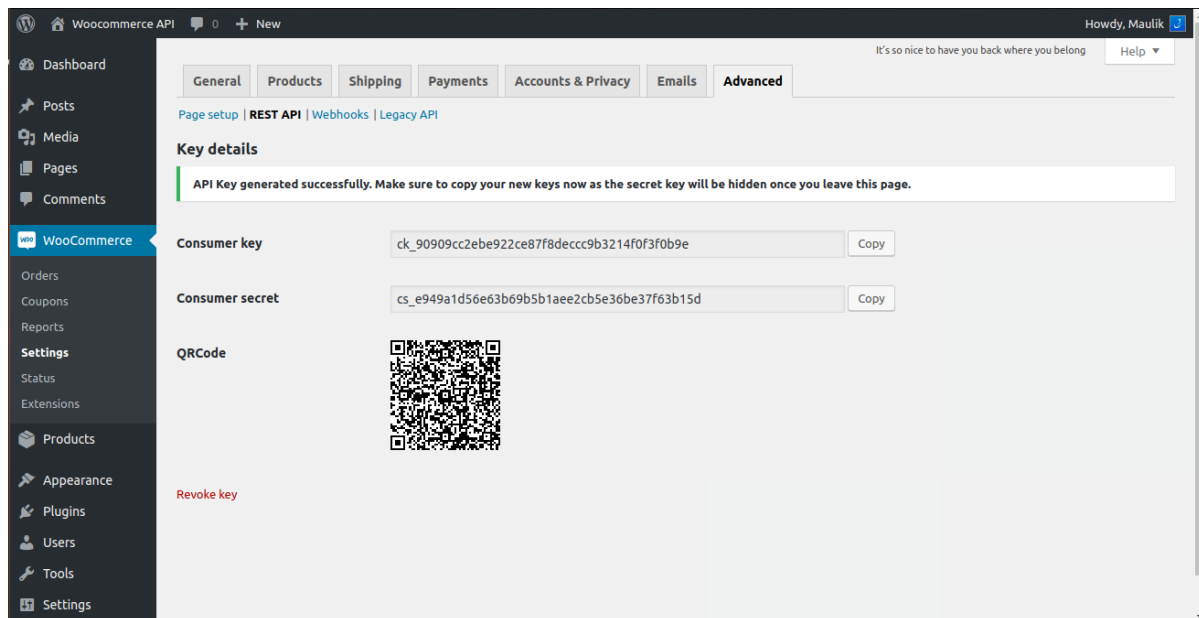 Woocommerce API 0 + New Howdy, Maulik
It's so nice to have you back where you belong Help ▼
Dashboard
Posts
Media
Pages
Comments
WooCommerce
Orders
Coupons
Reports
Settings
Status
Extensions
Products
Appearance
Plugins
Users
Tools
Settings
General Products Shipping Payments Accounts & Privacy Emails Advanced
Page setup | REST API | Webhooks | Legacy API
Key details
API Key generated successfully. Make sure to copy your new keys now as the secret key will be hidden once you leave this page.
Consumer key ck_90909cc2ebe922ce87f8deccc9b3214f0f3f0b9e Copy
Consumer secret cs_e949a1d56e63b69b5b1aee2cb5e36be37f63b15d Copy
QRCode
Revoke key